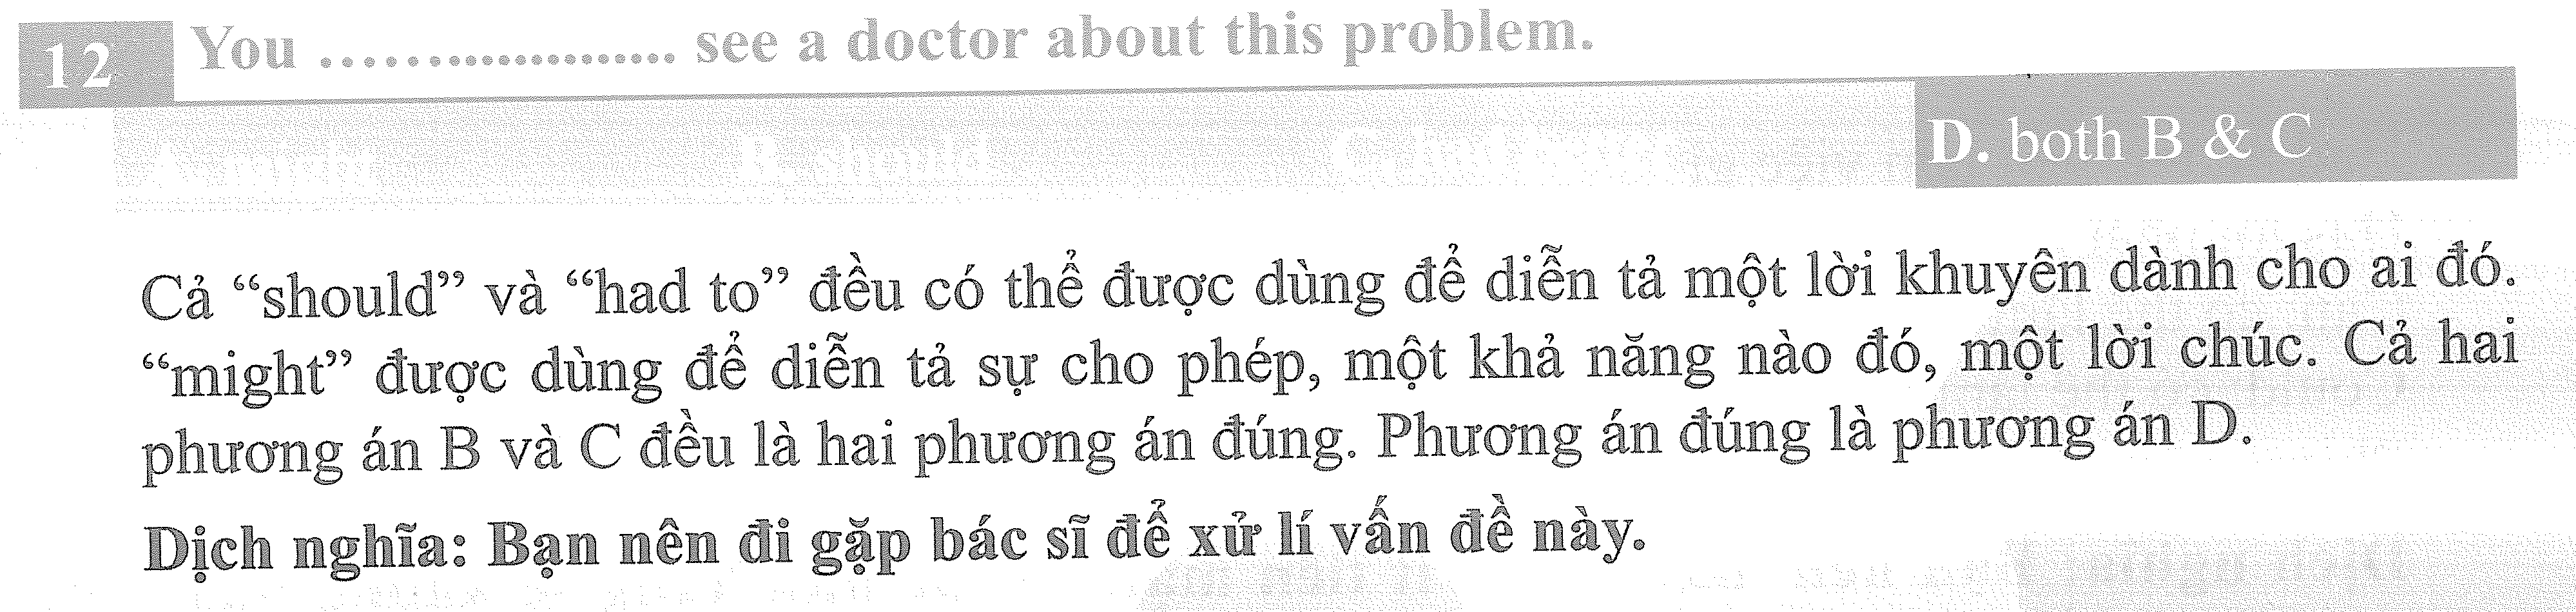 12 You ..................... see a doctor about this problem.
A. might B. should C. had better D. both B & C
Cả “should” và “had to” đều có thể được dùng để diễn tả một lời khuyên dành cho ai đó.
“might” được dùng để diễn tả sự cho phép, một khả năng nào đó, một lời chúc. Cả hai
phương án B và C đều là hai phương án đúng. Phương án đúng là phương án D.
Dịch nghĩa: Bạn nên đi gặp bác sĩ để xử lí vấn đề này.